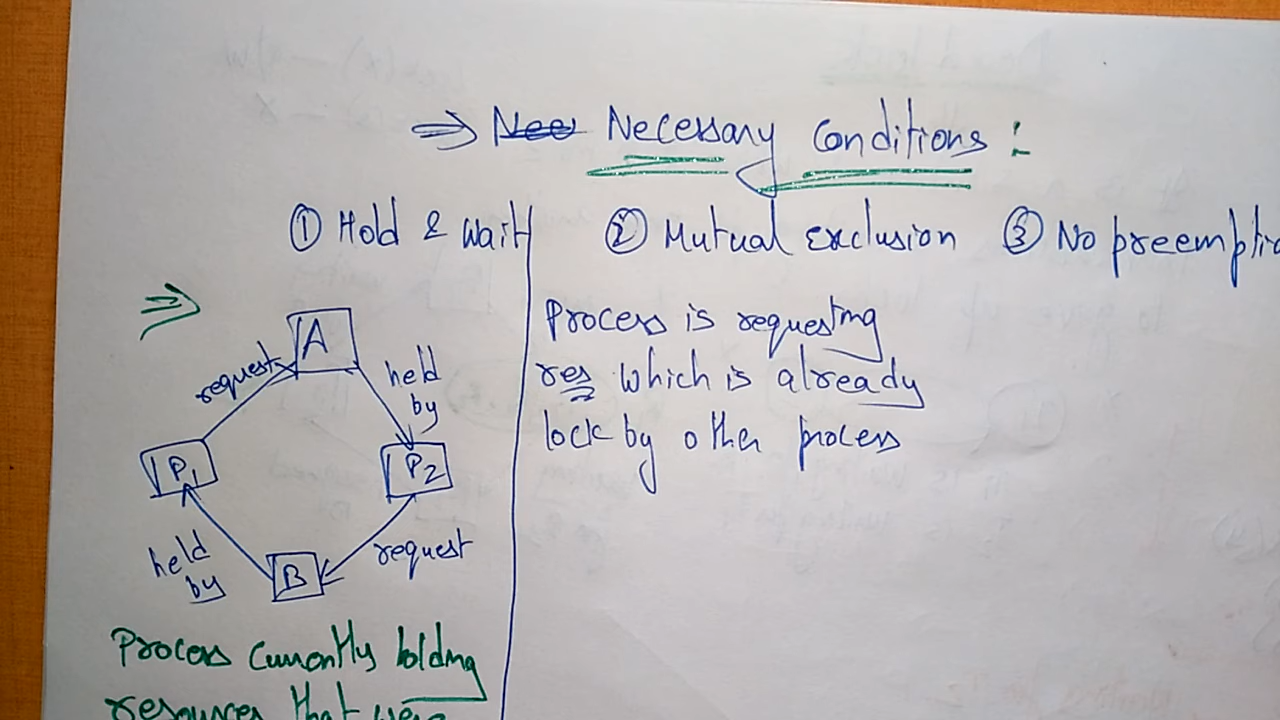 ⇒ Necessary Conditions :
① Hold & Wait ② Mutual exclusion ③ No preemptio
⇒
A
request
held
by
P1
P2
held
by
request
B
Process is requesting
res which is already
lock by other process
Process currently holding
resources that were